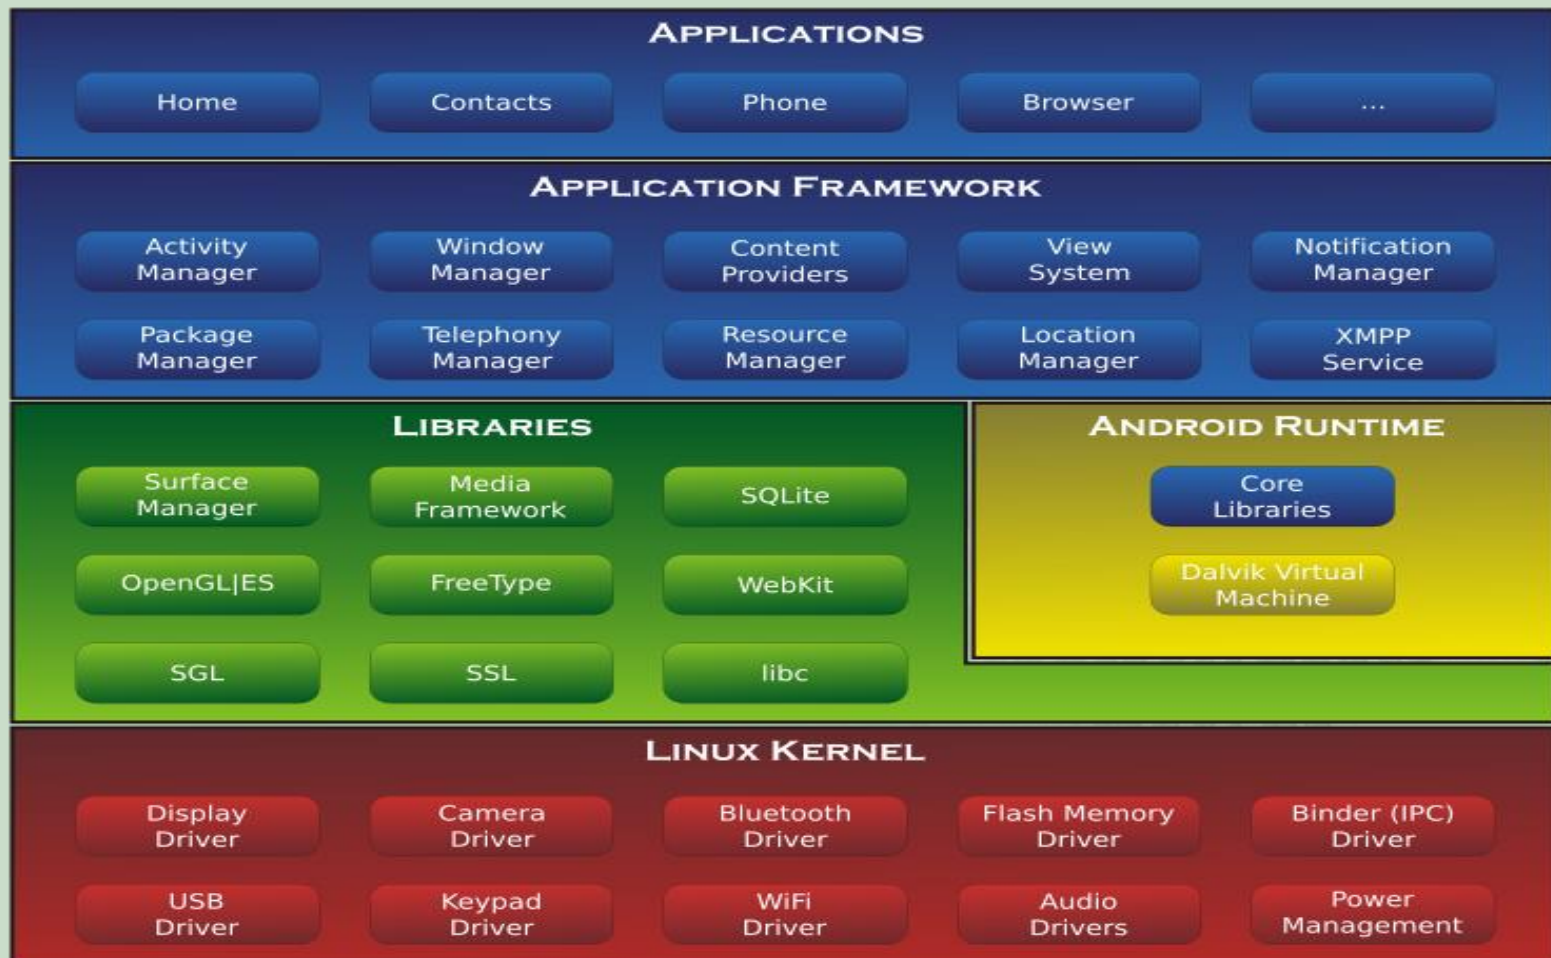 APPLICATIONS
Home
Contacts
Phone
Browser
...
APPLICATION FRAMEWORK
Activity
Manager
Window
Manager
Content
Providers
View
System
Notification
Manager
Package
Manager
Telephony
Manager
Resource
Manager
Location
Manager
XMPP
Service
LIBRARIES
Surface
Manager
Media
Framework
SQLite
OpenGL|ES
FreeType
WebKit
SGL
SSL
libc
ANDROID RUNTIME
Core
Libraries
Dalvik Virtual
Machine
LINUX KERNEL
Display
Driver
Camera
Driver
Bluetooth
Driver
Flash Memory
Driver
Binder (IPC)
Driver
USB
Driver
Keypad
Driver
WiFi
Driver
Audio
Drivers
Power
Management